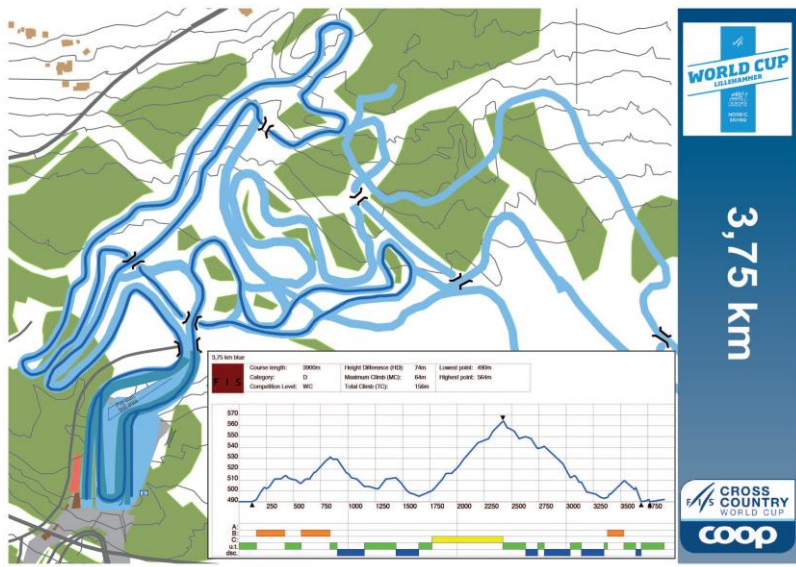 WORLD CUP
LILLEHAMMER
NORDIC
SKIING
3,75 km
3,75 km blue
F I S
Course length: 3900m
Category: D
Competition Level: WC
Height Difference (HD): 74m
Maximum Climb (MC): 64m
Total Climb (TC): 156m
Lowest point: 490m
Highest point: 564m
570
560
550
540
530
520
510
500
490
250 500 750 1000 1250 1500 1750 2000 2250 2500 2750 3000 3250 3500 3750
A:
B:
C:
u.t.
dsc.
F I S
CROSS
COUNTRY
WORLD CUP
coop